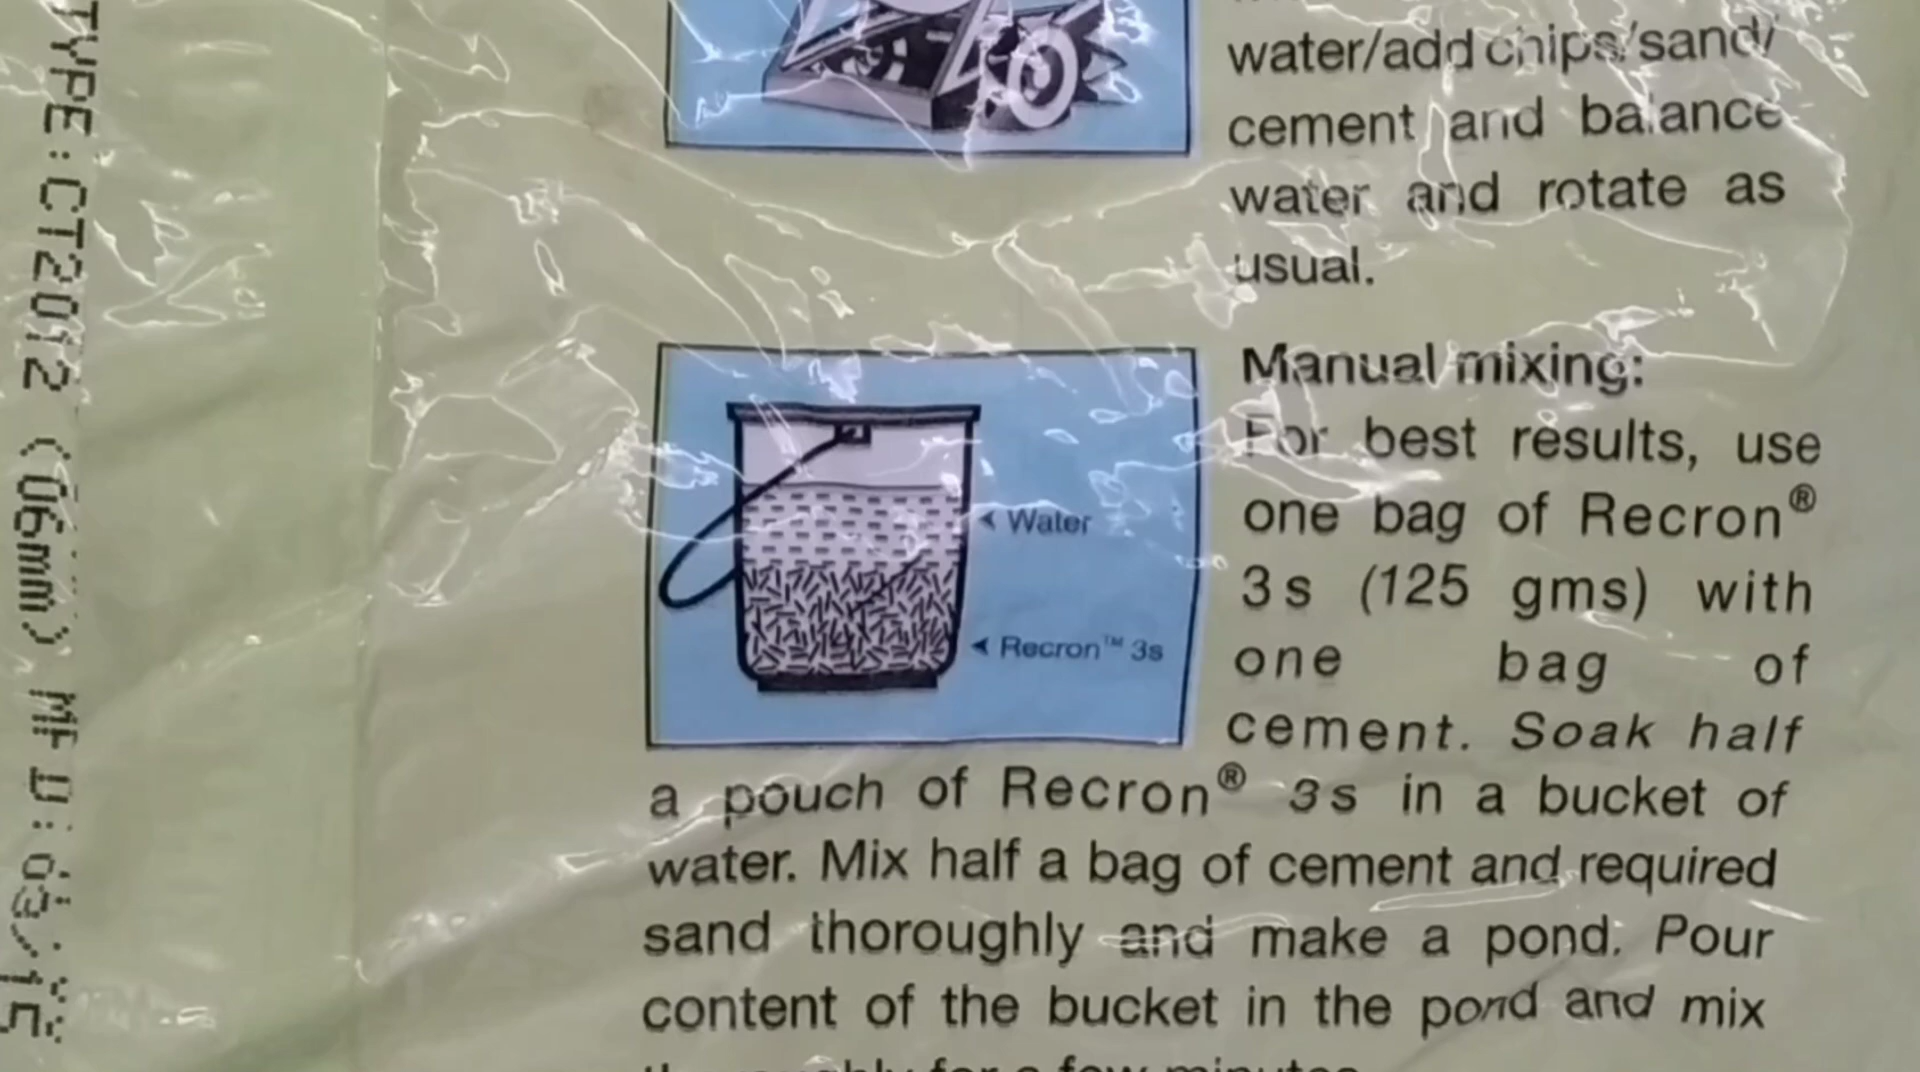 TYPE:CT2012 (06mm) MFD:03/15
water/add chips/sand/
cement and balance
water and rotate as
usual.
Manual mixing:
For best results, use
one bag of Recron®
3s (125 gms) with
one bag of
cement. Soak half
a pouch of Recron® 3s in a bucket of
water. Mix half a bag of cement and required
sand thoroughly and make a pond. Pour
content of the bucket in the pond and mix
for a few minutes
Water
Recron™ 3s